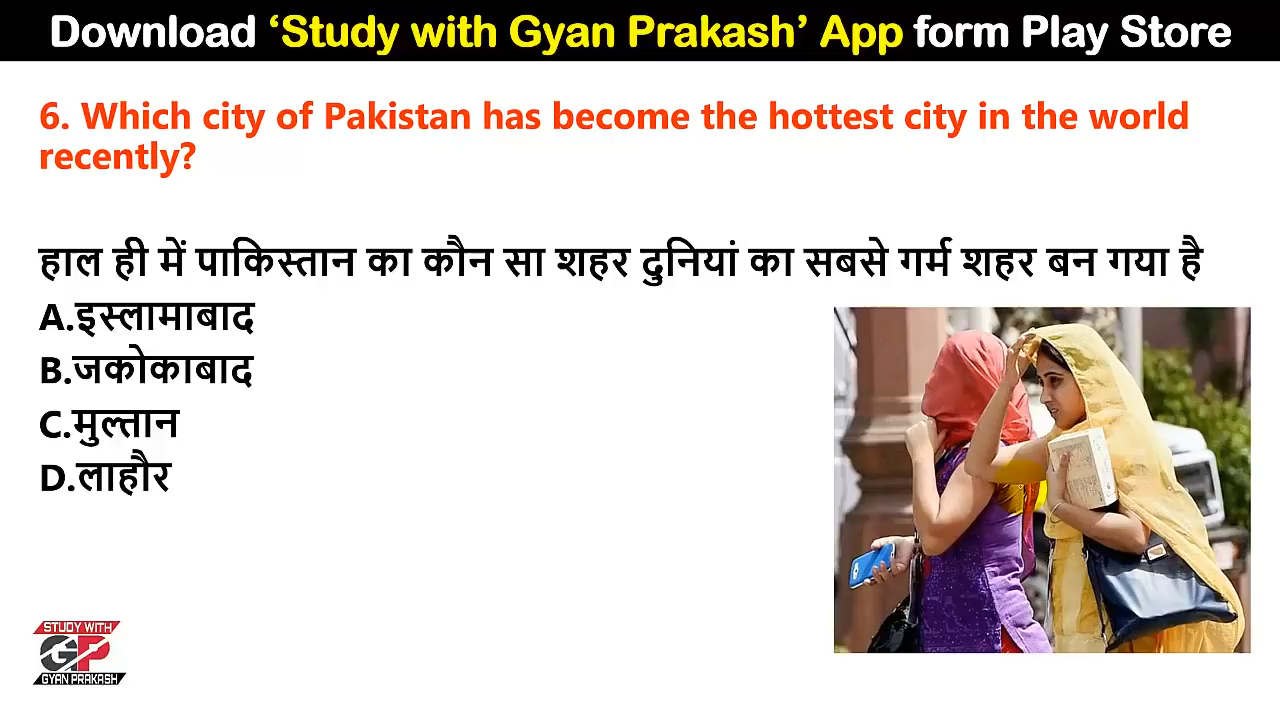 Download ‘Study with Gyan Prakash’ App form Play Store
6. Which city of Pakistan has become the hottest city in the world
recently?
हाल ही में पाकिस्तान का कौन सा शहर दुनियां का सबसे गर्म शहर बन गया है
A.इस्लामाबाद
B.जकोकाबाद
C.मुल्तान
D.लाहौर
STUDY WITH
GP
GYAN PRAKASH